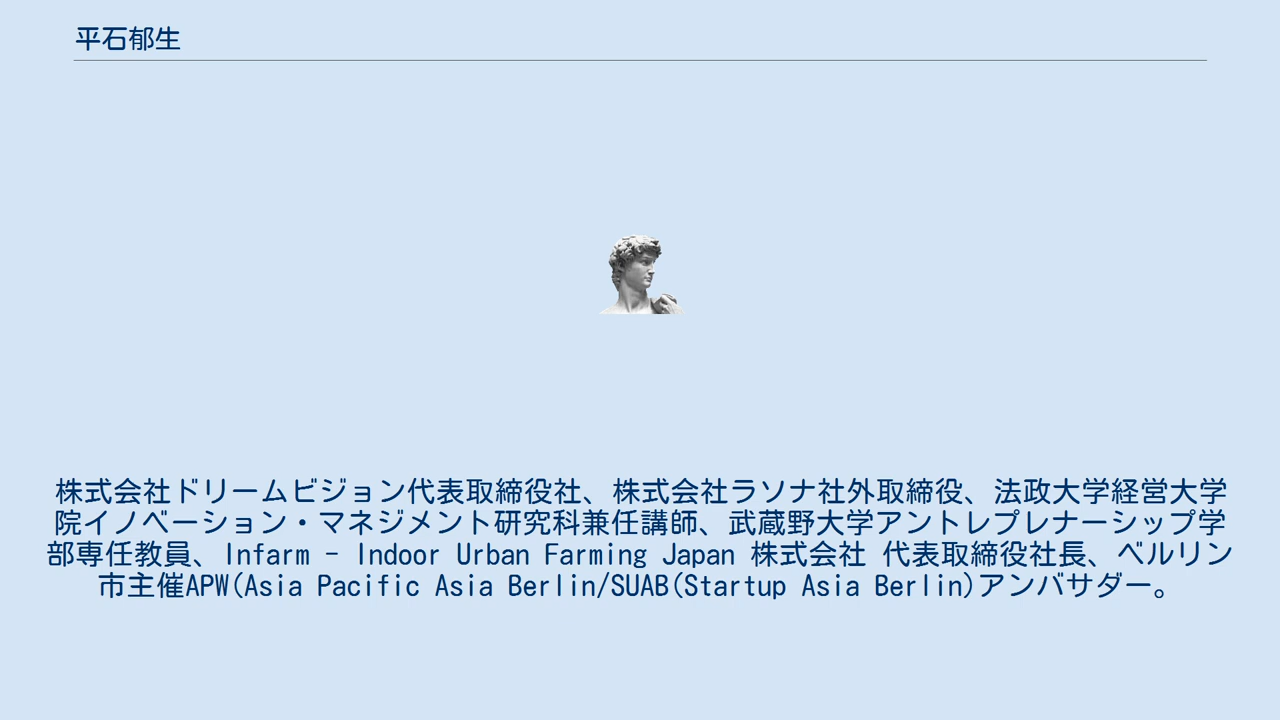 平石郁生
株式会社ドリームビジョン代表取締役社、株式会社ラソナ社外取締役、法政大学経営大学
院イノベーション・マネジメント研究科兼任講師、武蔵野大学アントレプレナーシップ学
部専任教員、Infarm – Indoor Urban Farming Japan 株式会社 代表取締役社長、ベルリン
市主催APW(Asia Pacific Asia Berlin/SUAB(Startup Asia Berlin)アンバサダー。